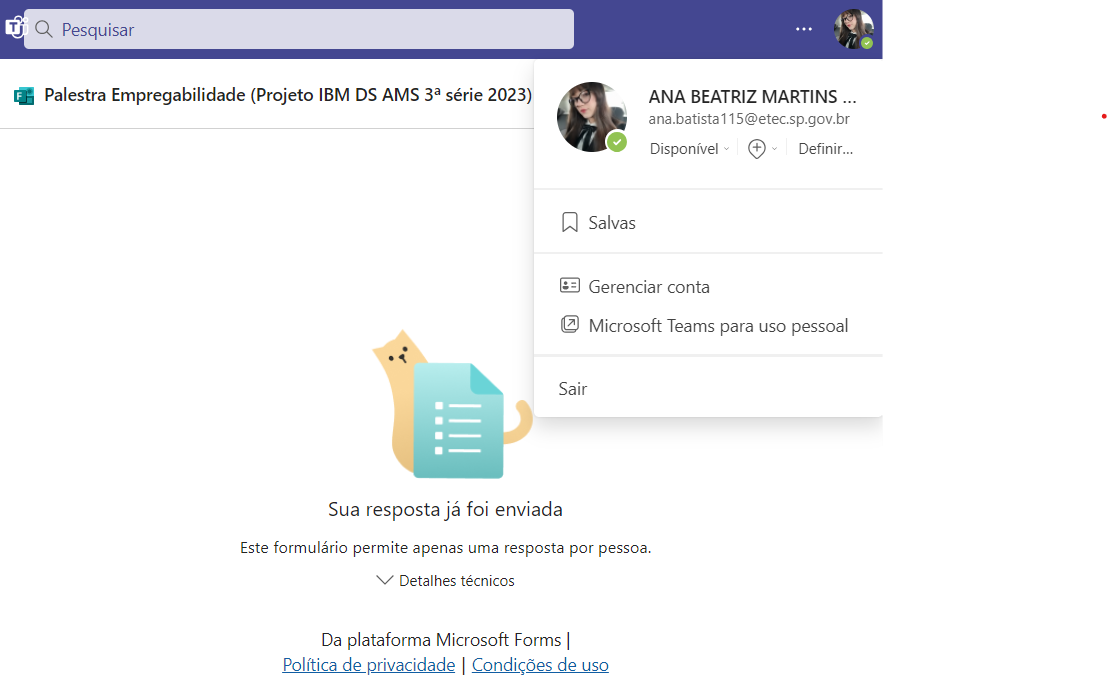 Pesquisar
Palestra Empregabilidade (Projeto IBM DS AMS 3ª série 2023)
ANA BEATRIZ MARTINS ...
ana.batista115@etec.sp.gov.br
Disponível
Definir...
Salvas
Gerenciar conta
Microsoft Teams para uso pessoal
Sair
Sua resposta já foi enviada
Este formulário permite apenas uma resposta por pessoa.
Detalhes técnicos
Da plataforma Microsoft Forms |
Política de privacidade | Condições de uso